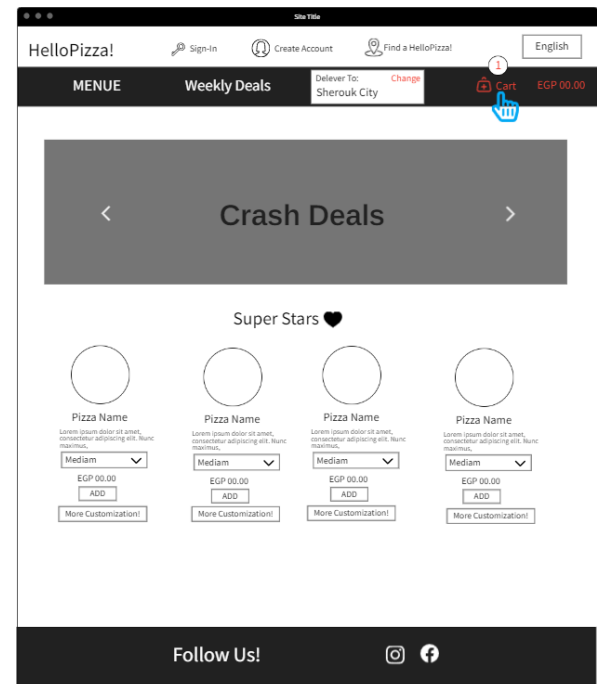 Site Title
HelloPizza!
Sign-In
Create Account
Find a HelloPizza!
English
MENUE
Weekly Deals
Delever To:
Change
Sherouk City
1
Cart
EGP 00.00
Crash Deals
Super Stars
Pizza Name
Lorem ipsum dolor sit amet,
consectetur adipiscing elit. Nunc
maximus,
Mediam
EGP 00.00
ADD
More Customization!
Pizza Name
Lorem ipsum dolor sit amet,
consectetur adipiscing elit. Nunc
maximus,
Mediam
EGP 00.00
ADD
More Customization!
Pizza Name
Lorem ipsum dolor sit amet,
consectetur adipiscing elit. Nunc
maximus,
Mediam
EGP 00.00
ADD
More Customization!
Pizza Name
Lorem ipsum dolor sit amet,
consectetur adipiscing elit. Nunc
maximus,
Mediam
EGP 00.00
ADD
More Customization!
Follow Us!